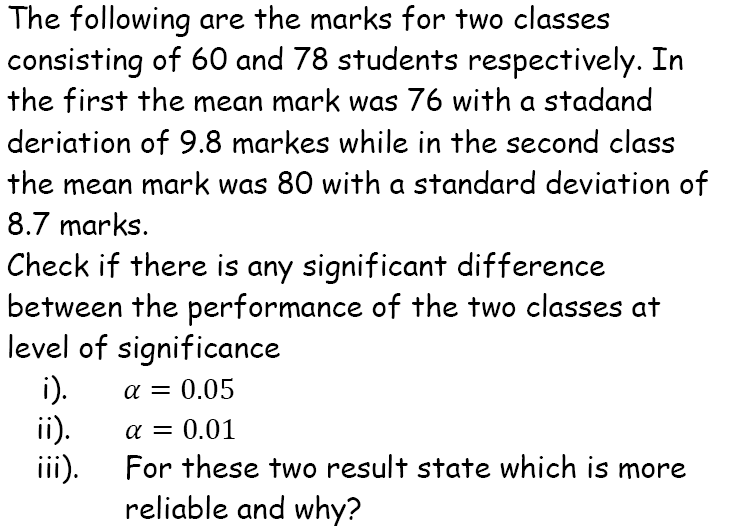 The following are the marks for two classes
consisting of 60 and 78 students respectively. In
the first the mean mark was 76 with a stadand
deriation of 9.8 markes while in the second class
the mean mark was 80 with a standard deviation of
8.7 marks.
Check if there is any significant difference
between the performance of the two classes at
level of significance
i). α = 0.05
ii). α = 0.01
iii). For these two result state which is more
reliable and why?